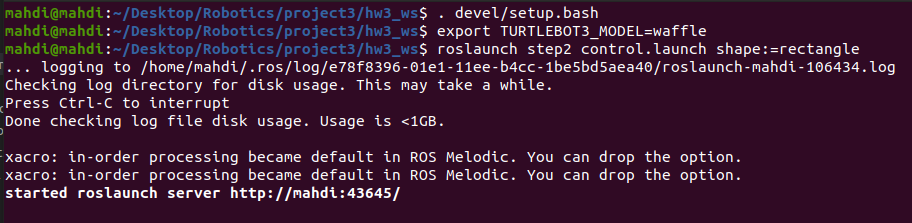 mahdi@mahdi:~/Desktop/Robotics/project3/hw3_ws$ . devel/setup.bash
mahdi@mahdi:~/Desktop/Robotics/project3/hw3_ws$ export TURTLEBOT3_MODEL=waffle
mahdi@mahdi:~/Desktop/Robotics/project3/hw3_ws$ roslaunch step2 control.launch shape:=rectangle
... logging to /home/mahdi/.ros/log/e78f8396-01e1-11ee-b4cc-1be5bd5aea40/roslaunch-mahdi-106434.log
Checking log directory for disk usage. This may take a while.
Press Ctrl-C to interrupt
Done checking log file disk usage. Usage is <1GB.
xacro: in-order processing became default in ROS Melodic. You can drop the option.
xacro: in-order processing became default in ROS Melodic. You can drop the option.
started roslaunch server http://mahdi:43645/